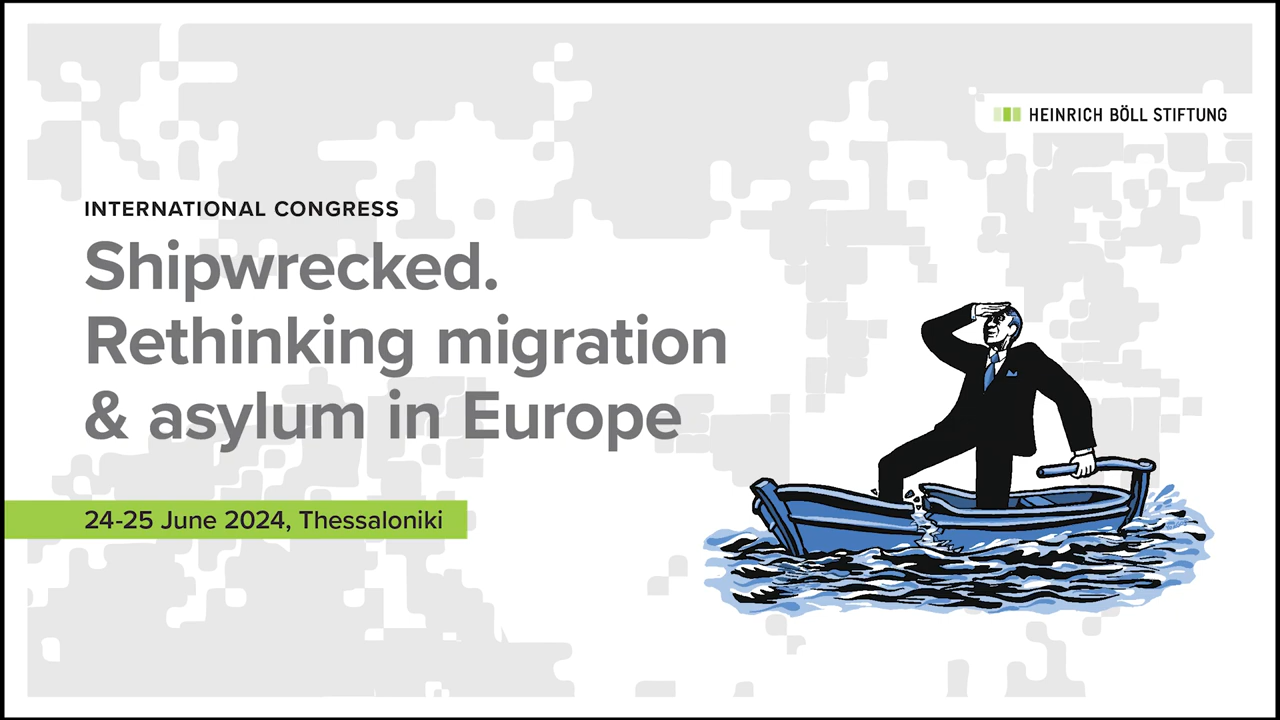 HEINRICH BÖLL STIFTUNG
INTERNATIONAL CONGRESS
Shipwrecked.
Rethinking migration
& asylum in Europe
24-25 June 2024, Thessaloniki